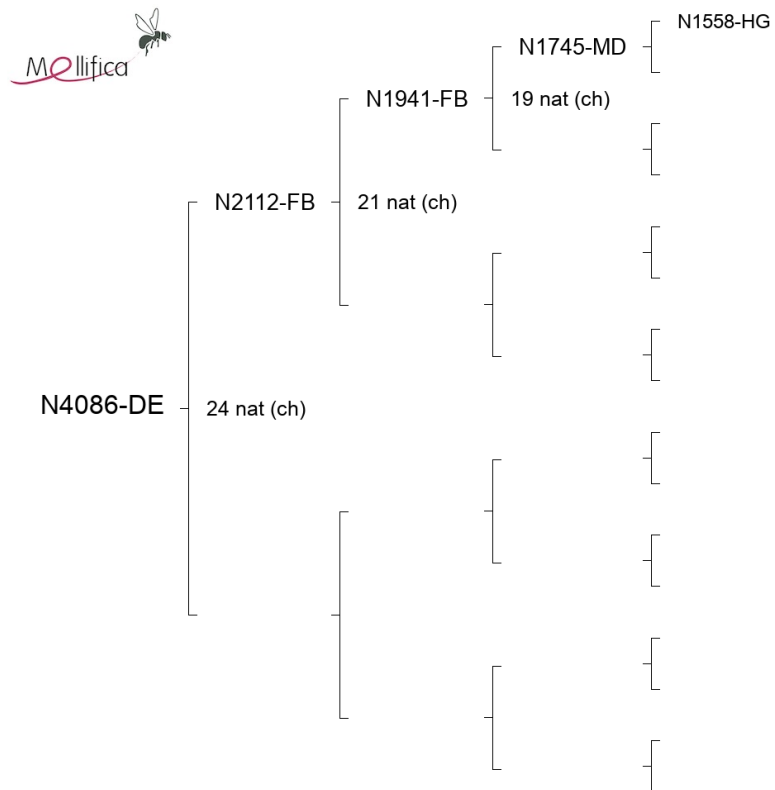 Mellifica
N1558-HG
N1745-MD
N1941-FB
19 nat (ch)
N2112-FB
21 nat (ch)
N4086-DE
24 nat (ch)